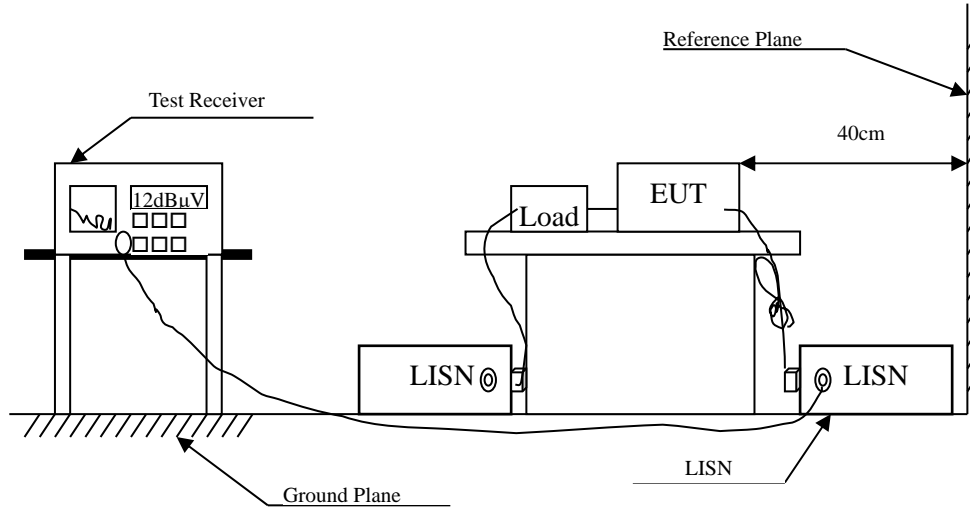 Reference Plane
Test Receiver
40cm
12dBµV
Load
EUT
LISN
LISN
LISN
Ground Plane